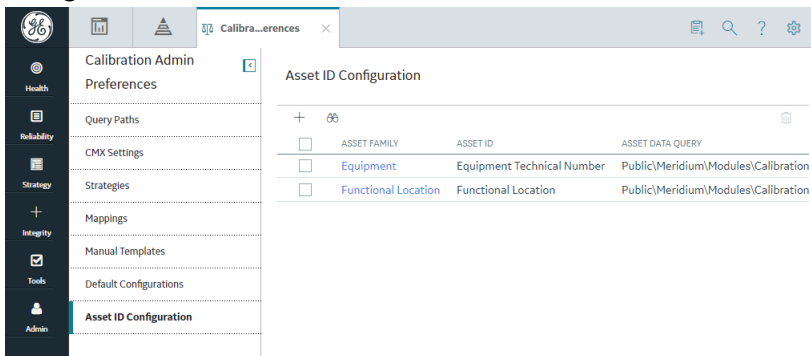 Calibra...erences
Health
Reliability
Strategy
Integrity
Tools
Admin
Calibration Admin
Preferences
Query Paths
CMX Settings
Strategies
Mappings
Manual Templates
Default Configurations
Asset ID Configuration
Asset ID Configuration
ASSET FAMILY ASSET ID ASSET DATA QUERY
Equipment Equipment Technical Number Public\Meridium\Modules\Calibration
Functional Location Functional Location Public\Meridium\Modules\Calibration